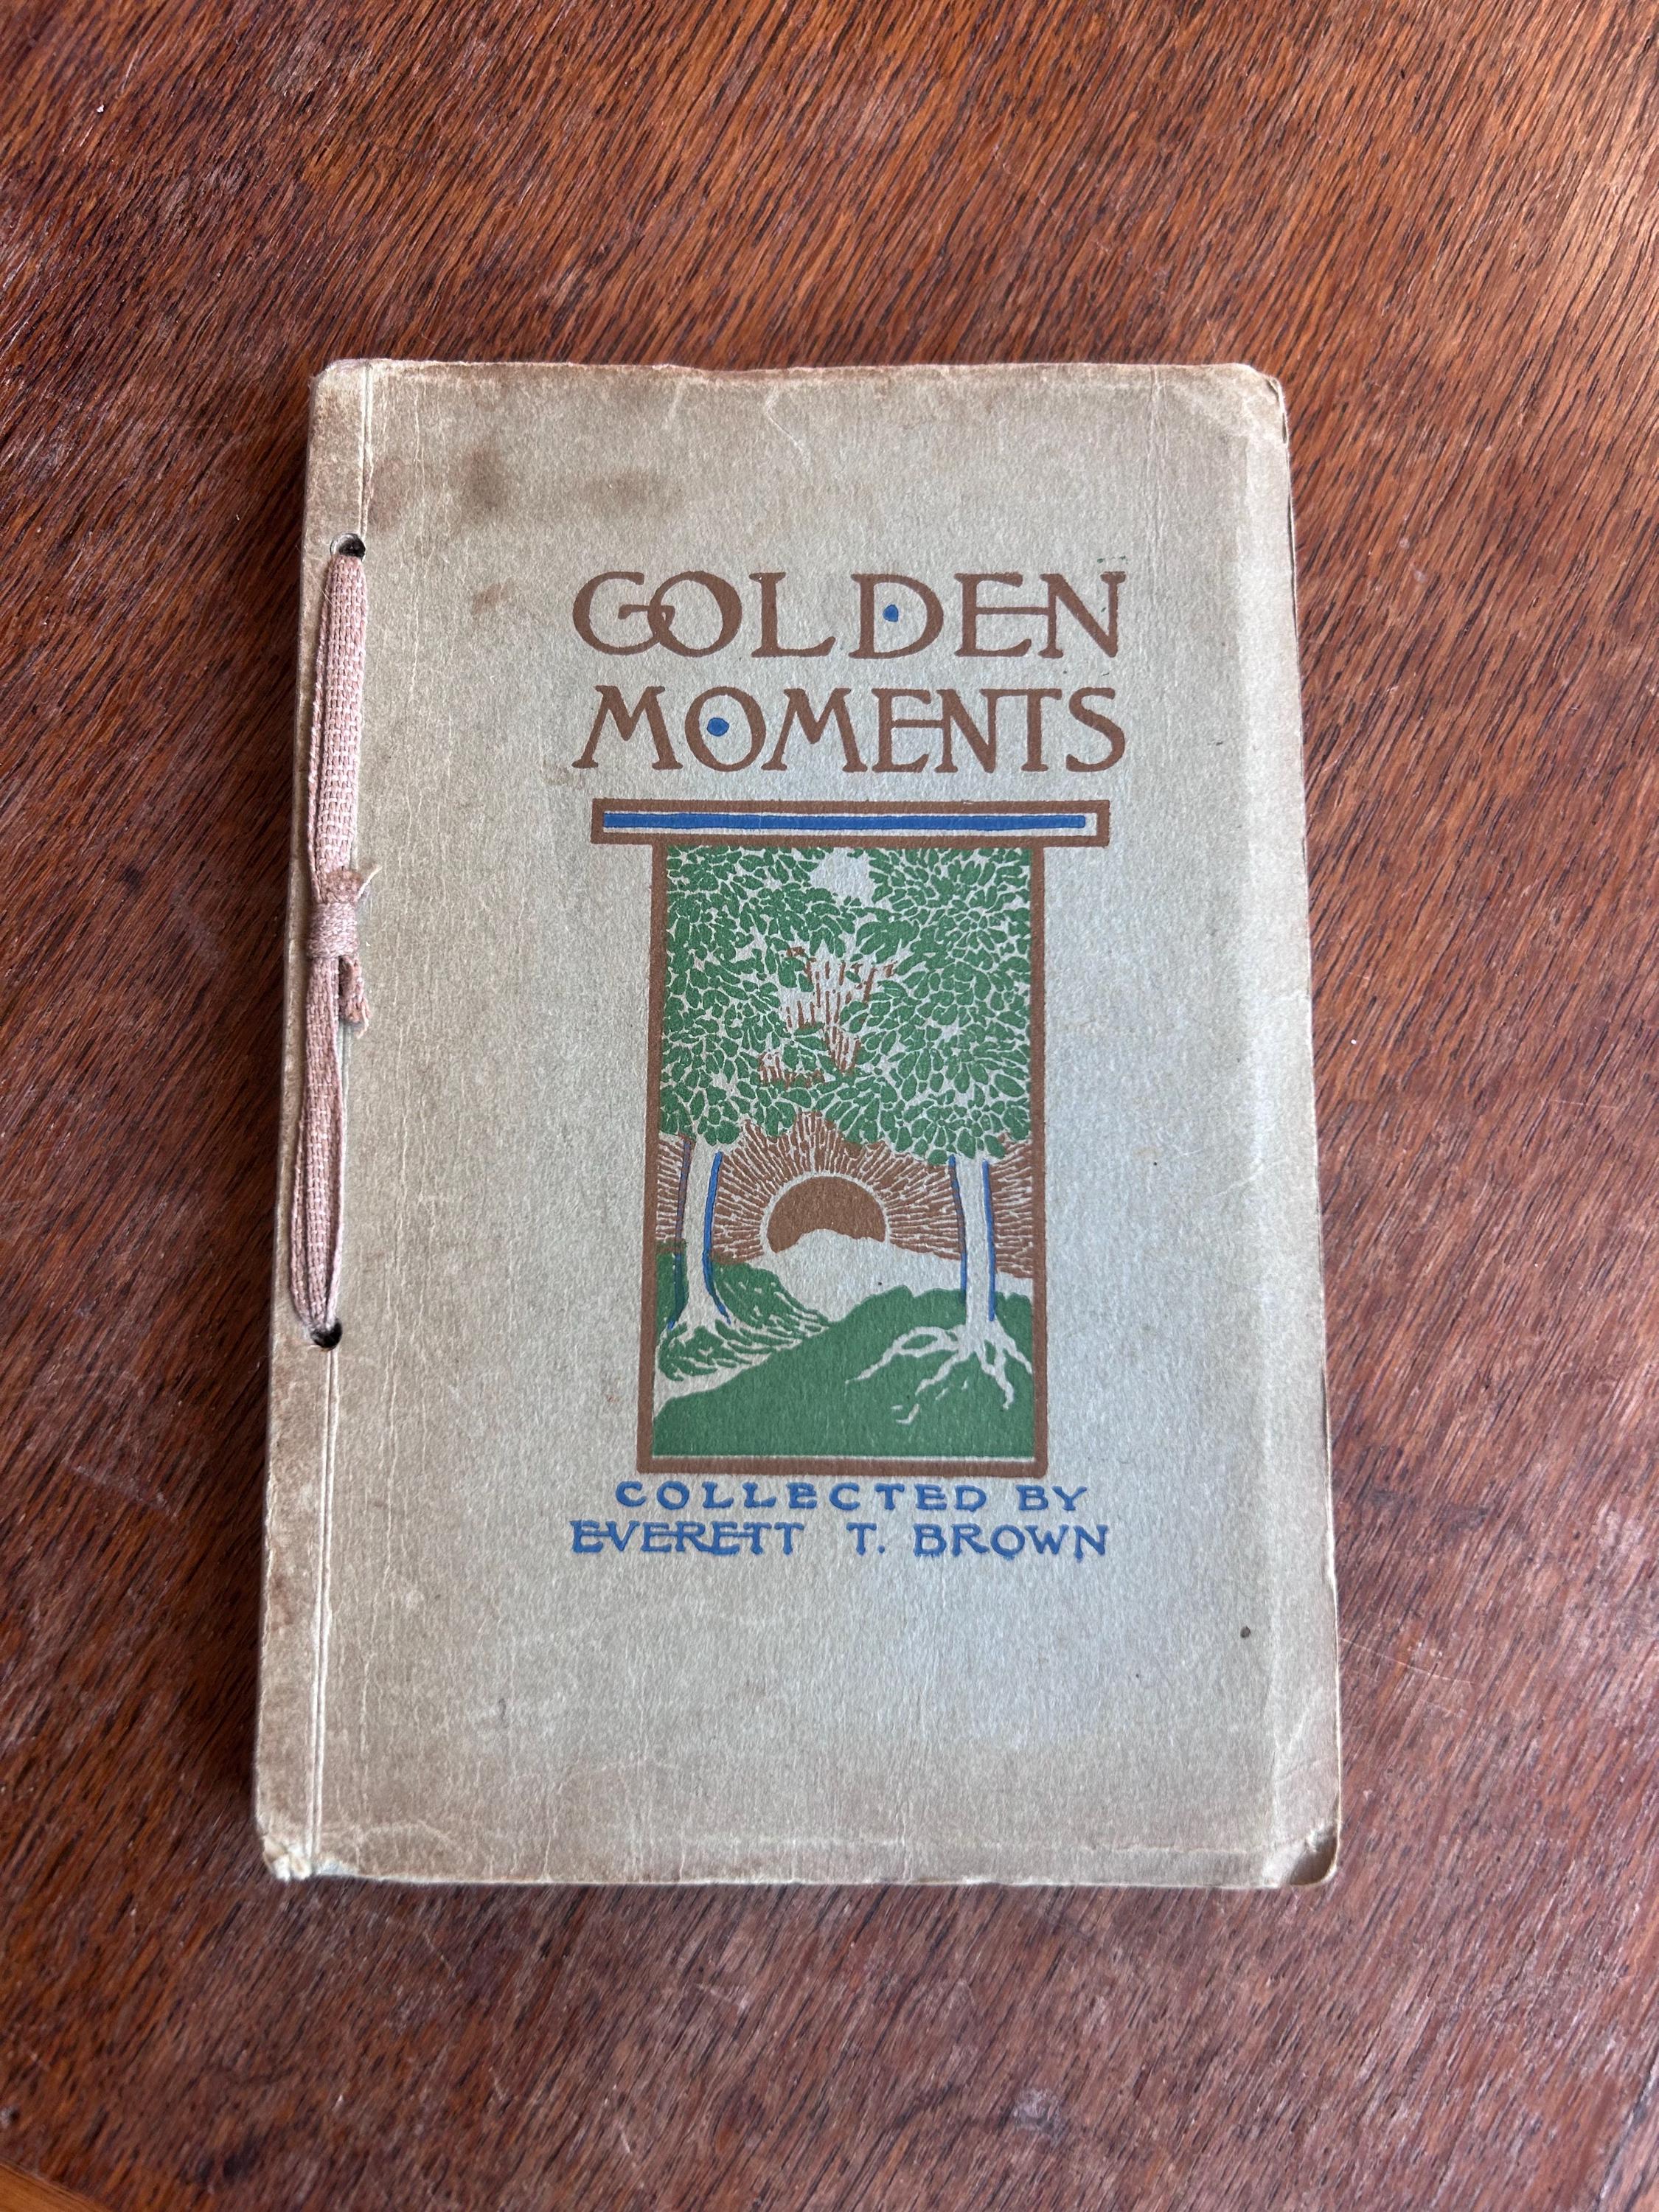 GOLDEN
MOMENTS
COLLECTED BY
EVERETT T. BROWN